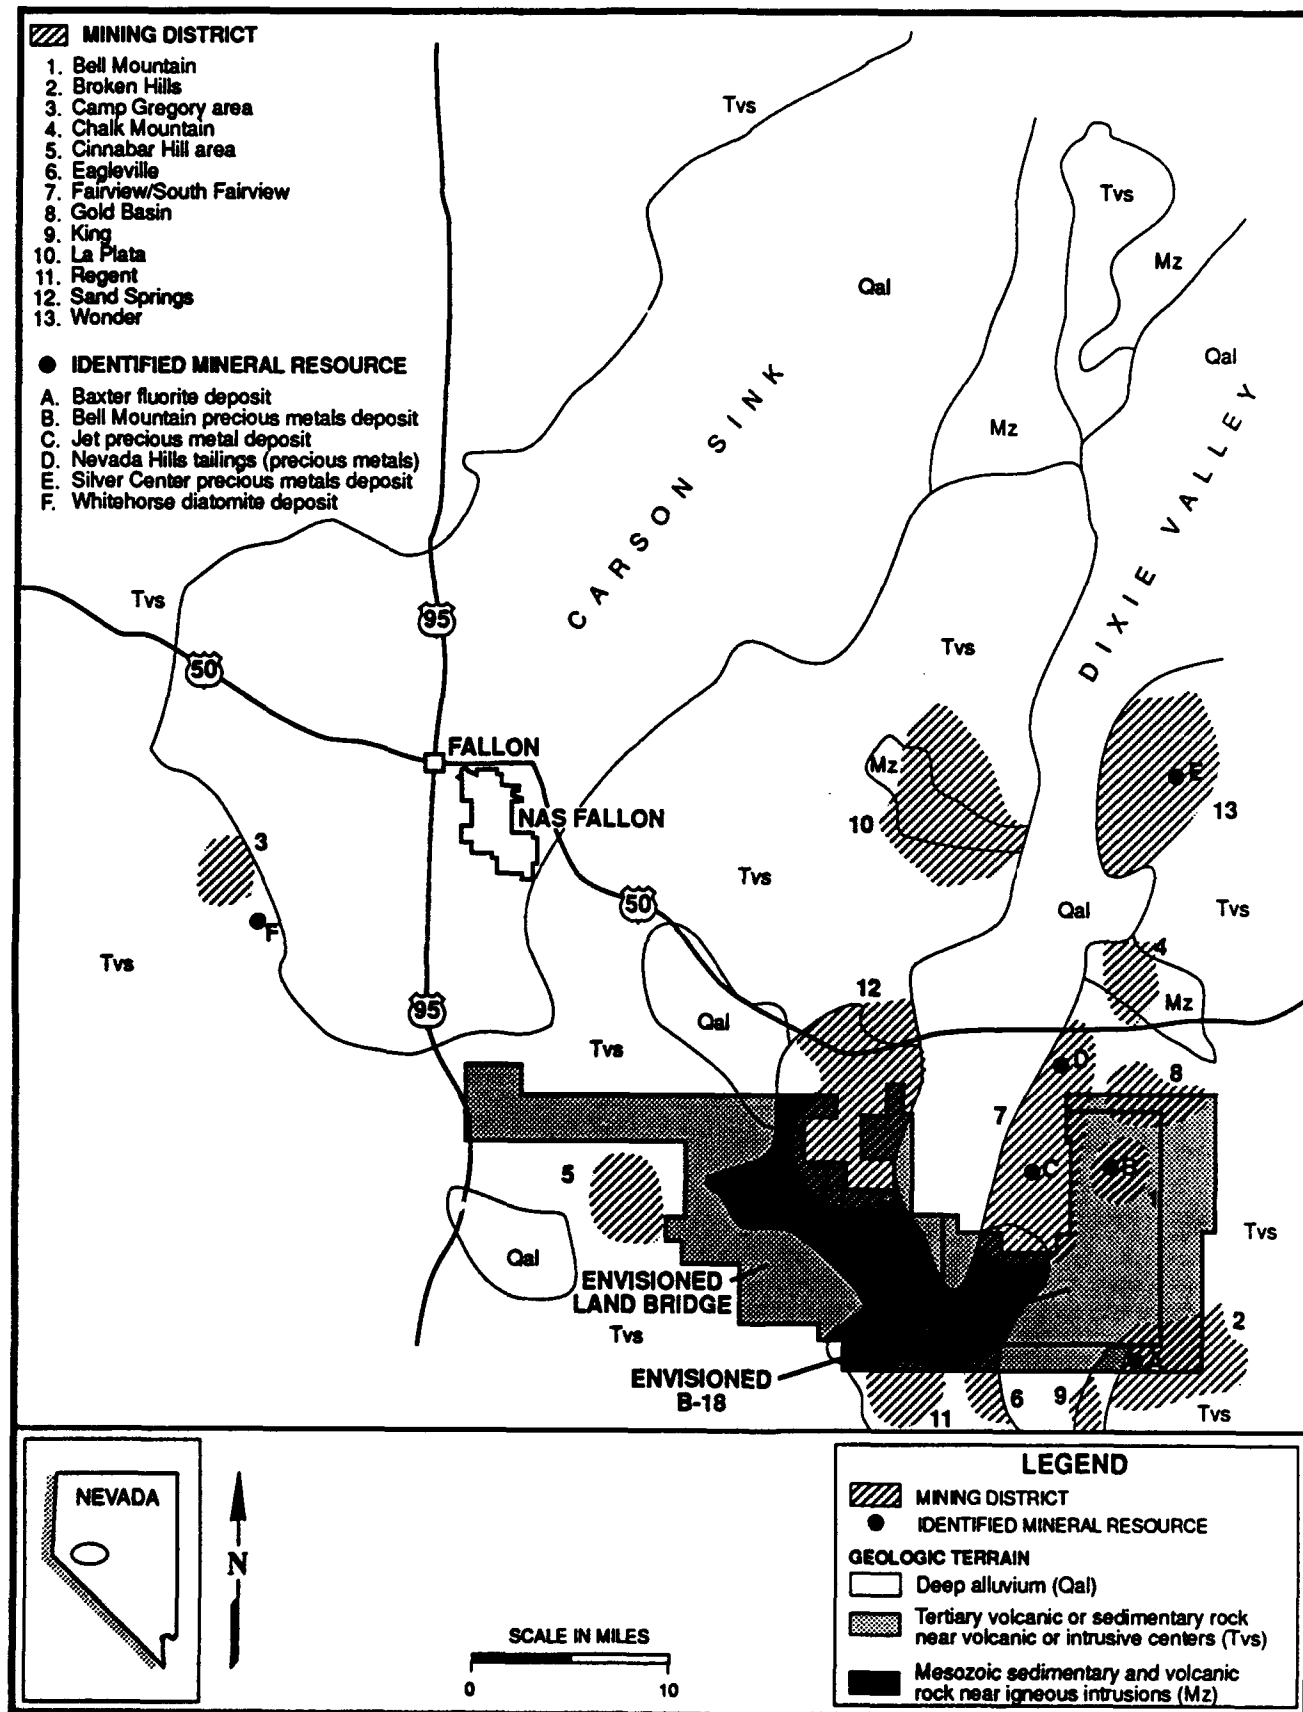 MINING DISTRICT
1. Bell Mountain
2. Broken Hills
3. Camp Gregory area
4. Chalk Mountain
5. Cinnabar Hill area
6. Eagleville
7. Fairview/South Fairview
8. Gold Basin
9. King
10. La Plata
11. Regent
12. Sand Springs
13. Wonder
IDENTIFIED MINERAL RESOURCE
A. Baxter fluorite deposit
B. Bell Mountain precious metals deposit
C. Jet precious metal deposit
D. Nevada Hills tailings (precious metals)
E. Silver Center precious metals deposit
F. Whitehorse diatomite deposit
Tvs
Tvs
Mz
Qal
Qal
CARSON SINK
Mz
DIXIE VALLEY
Tvs
95
Tvs
50
FALLON
Mz
E
NAS FALLON
10
13
3
Tvs
50
Qal
Tvs
F
4
Tvs
12
Mz
95
Qal
Tvs
D
8
7
5
C
B
1
Tvs
Qal
ENVISIONED
LAND BRIDGE
Tvs
2
A
ENVISIONED
B-18
11
6
9
Tvs
NEVADA
N
SCALE IN MILES
0 10
LEGEND
MINING DISTRICT
IDENTIFIED MINERAL RESOURCE
GEOLOGIC TERRAIN
Deep alluvium (Qal)
Tertiary volcanic or sedimentary rock
near volcanic or intrusive centers (Tvs)
Mesozoic sedimentary and volcanic
rock near igneous intrusions (Mz)